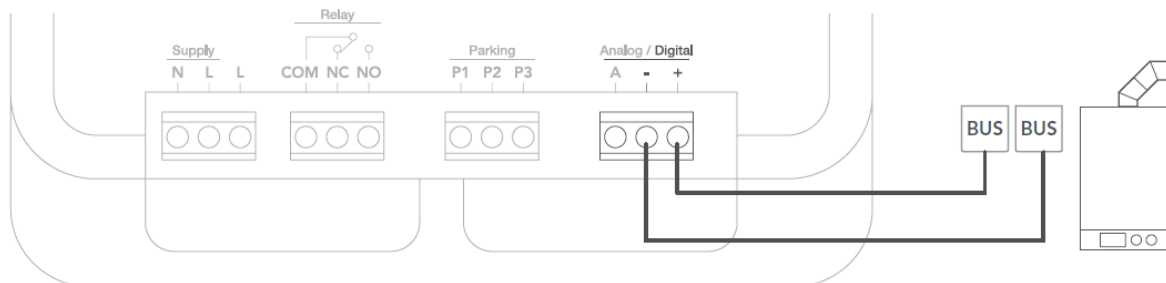 Relay
Supply
Parking
Analog / Digital
N L L
COM NC NO
P1 P2 P3
A - +
BUS BUS